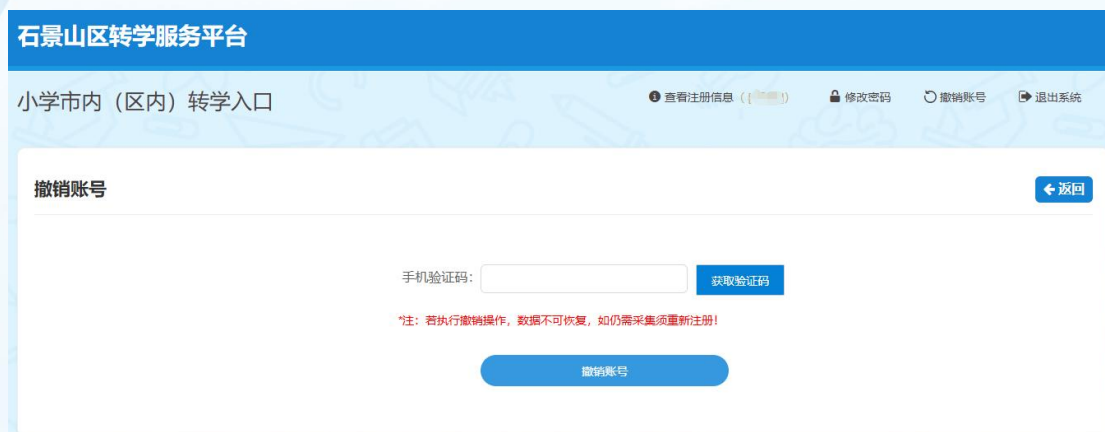 石景山区转学服务平台
小学市内（区内）转学入口
查看注册信息（ ）
修改密码
撤销账号
退出系统
撤销账号
返回
手机验证码：
获取验证码
*注：若执行撤销操作，数据不可恢复，如仍需采集须重新注册！
撤销账号